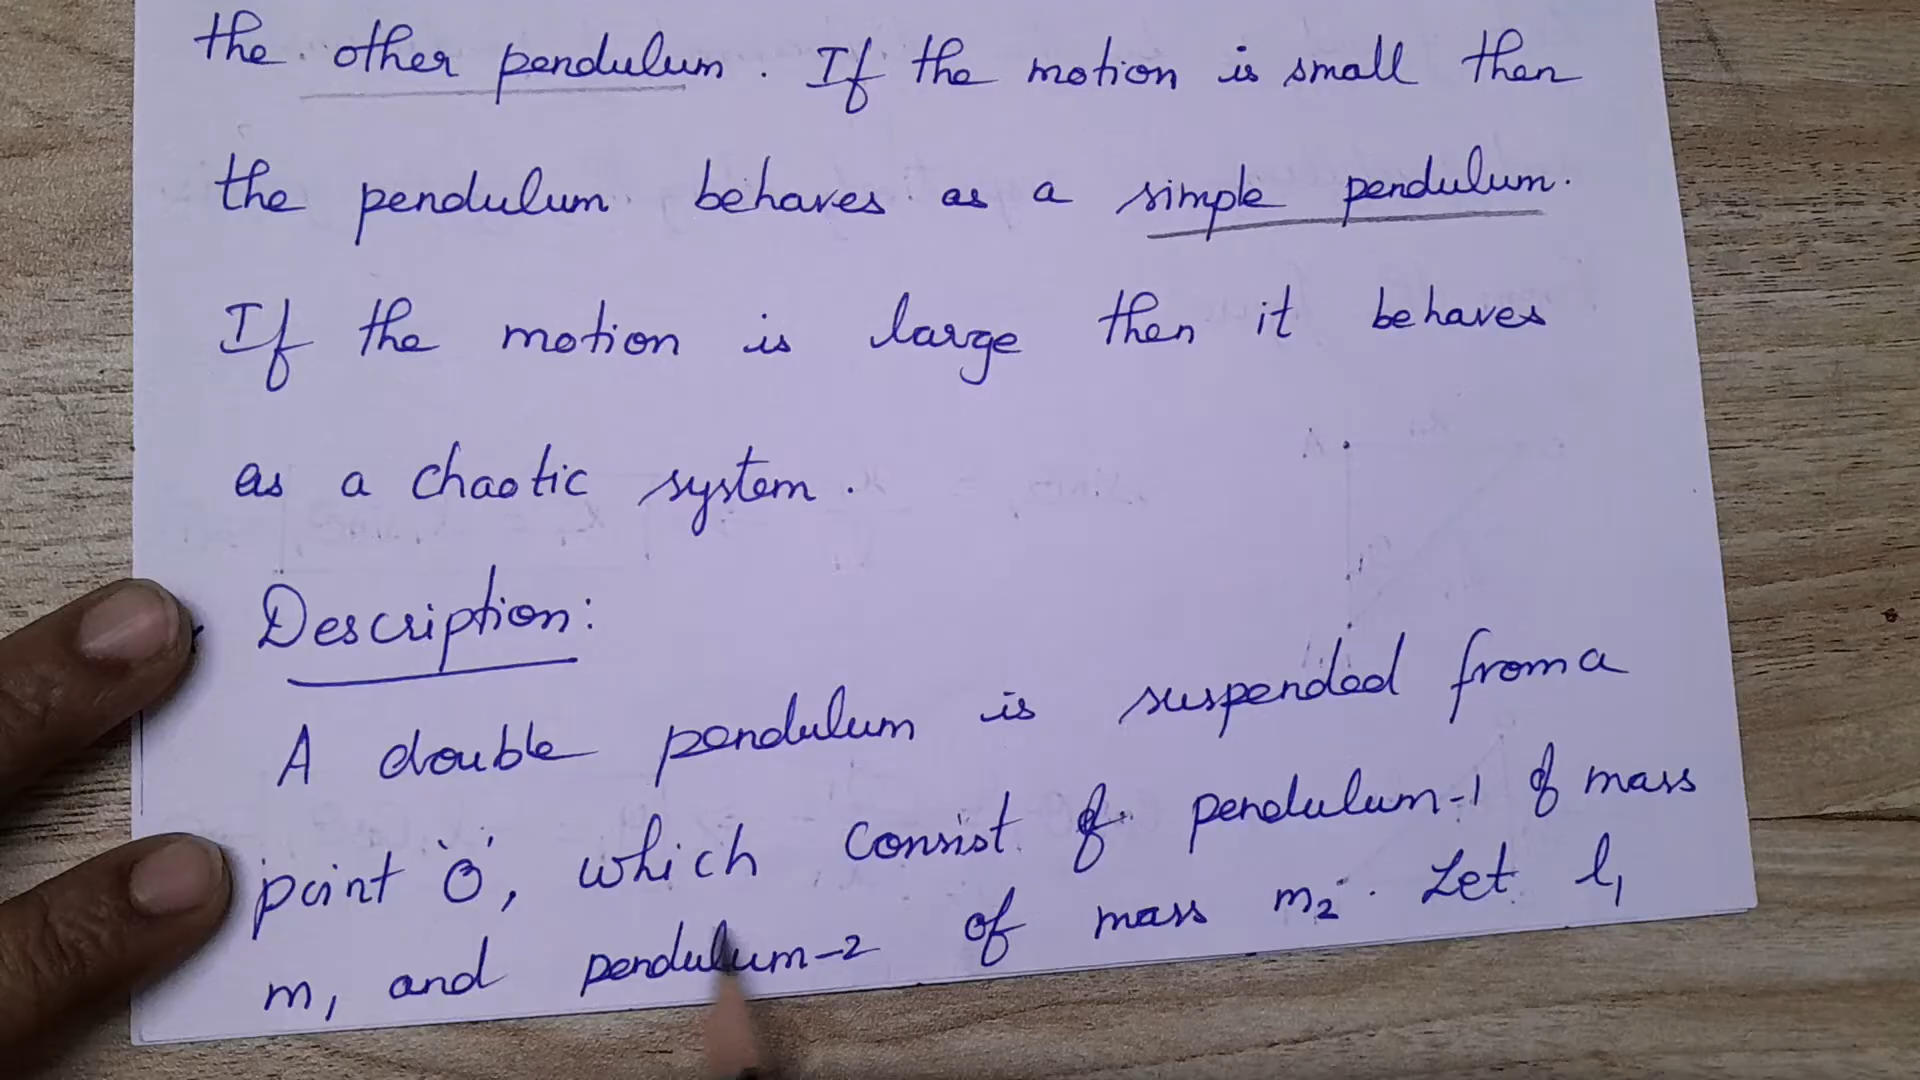 the other pendulum. If the motion is small then
the pendulum behaves as a simple pendulum.
If the motion is large then it behaves
as a chaotic system.
Description:
A double pendulum is suspended from a
point 'O', which consist of pendulum-1 of mass
m₁ and pendulum-2 of mass m₂. Let l₁